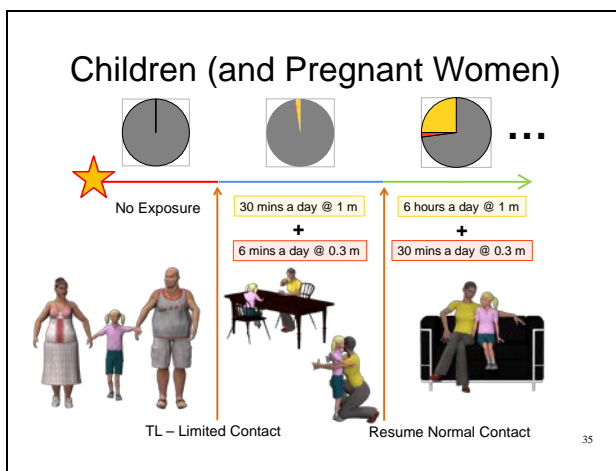 Children (and Pregnant Women)
...
No Exposure
30 mins a day @ 1 m
+
6 mins a day @ 0.3 m
6 hours a day @ 1 m
+
30 mins a day @ 0.3 m
TL – Limited Contact
Resume Normal Contact
35